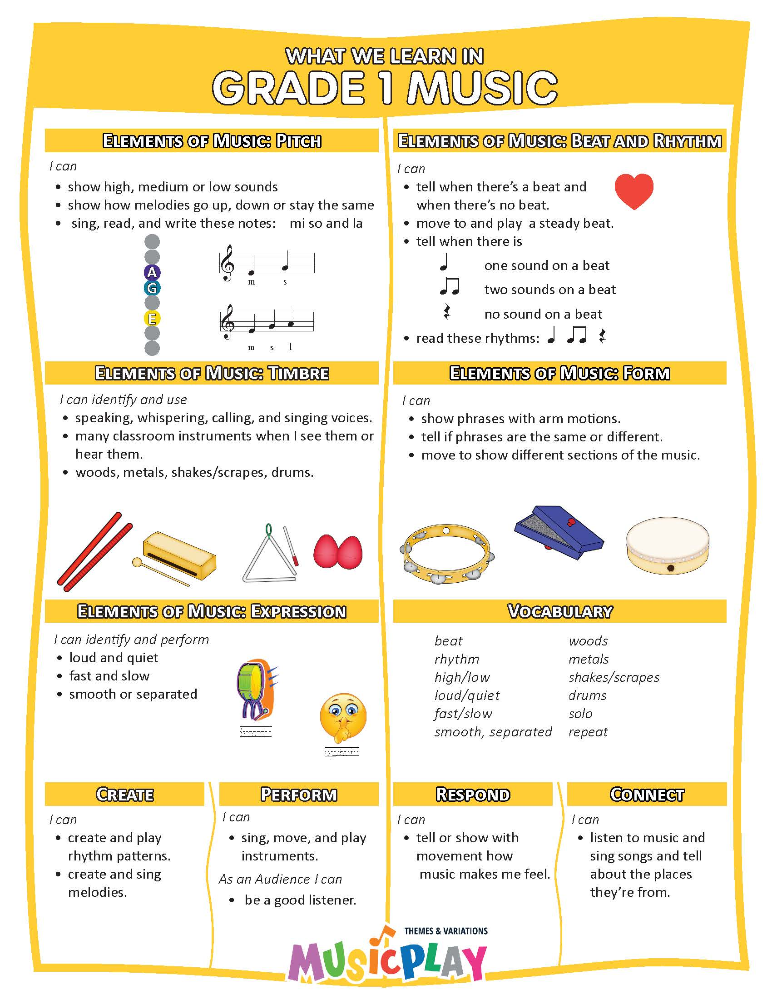 WHAT WE LEARN IN
GRADE 1 MUSIC
ELEMENTS OF MUSIC: PITCH
I can
• show high, medium or low sounds
• show how melodies go up, down or stay the same
• sing, read, and write these notes: mi so and la
A
G
E
m s
m s l
ELEMENTS OF MUSIC: BEAT AND RHYTHM
I can
• tell when there's a beat and
when there's no beat.
• move to and play a steady beat.
• tell when there is
one sound on a beat
two sounds on a beat
no sound on a beat
• read these rhythms:
ELEMENTS OF MUSIC: TIMBRE
I can identify and use
• speaking, whispering, calling, and singing voices.
• many classroom instruments when I see them or
hear them.
• woods, metals, shakes/scrapes, drums.
ELEMENTS OF MUSIC: FORM
I can
• show phrases with arm motions.
• tell if phrases are the same or different.
• move to show different sections of the music.
ELEMENTS OF MUSIC: EXPRESSION
I can identify and perform
• loud and quiet
• fast and slow
• smooth or separated
VOCABULARY
beat
rhythm
high/low
loud/quiet
fast/slow
smooth, separated
woods
metals
shakes/scrapes
drums
solo
repeat
CREATE
I can
• create and play
rhythm patterns.
• create and sing
melodies.
PERFORM
I can
• sing, move, and play
instruments.
As an Audience I can
• be a good listener.
RESPOND
I can
• tell or show with
movement how
music makes me feel.
CONNECT
I can
• listen to music and
sing songs and tell
about the places
they're from.
THEMES & VARIATIONS
MUSICPLAY